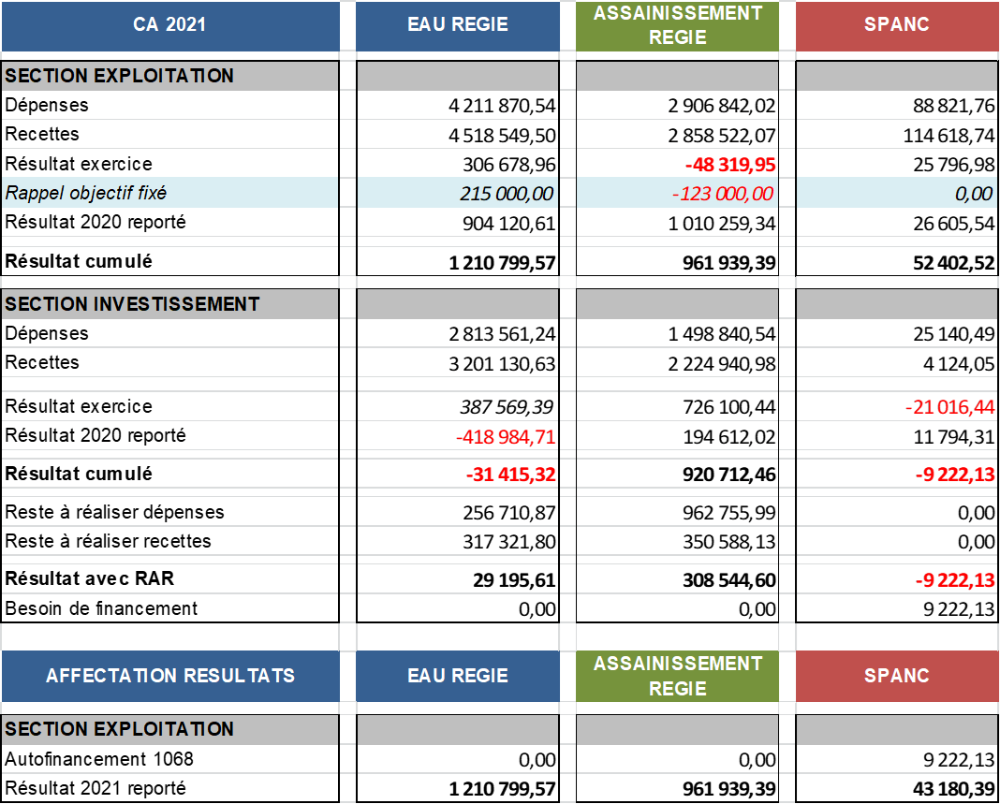 CA 2021 EAU REGIE ASSAINISSEMENT REGIE SPANC
SECTION EXPLOITATION
Dépenses 4 211 870,54 2 906 842,02 88 821,76
Recettes 4 518 549,50 2 858 522,07 114 618,74
Résultat exercice 306 678,96 -48 319,95 25 796,98
Rappel objectif fixé 215 000,00 -123 000,00 0,00
Résultat 2020 reporté 904 120,61 1 010 259,34 26 605,54
Résultat cumulé 1 210 799,57 961 939,39 52 402,52
SECTION INVESTISSEMENT
Dépenses 2 813 561,24 1 498 840,54 25 140,49
Recettes 3 201 130,63 2 224 940,98 4 124,05
Résultat exercice 387 569,39 726 100,44 -21 016,44
Résultat 2020 reporté -418 984,71 194 612,02 11 794,31
Résultat cumulé -31 415,32 920 712,46 -9 222,13
Reste à réaliser dépenses 256 710,87 962 755,99 0,00
Reste à réaliser recettes 317 321,80 350 588,13 0,00
Résultat avec RAR 29 195,61 308 544,60 -9 222,13
Besoin de financement 0,00 0,00 9 222,13
AFFECTATION RESULTATS EAU REGIE ASSAINISSEMENT REGIE SPANC
SECTION EXPLOITATION
Autofinancement 1068 0,00 0,00 9 222,13
Résultat 2021 reporté 1 210 799,57 961 939,39 43 180,39